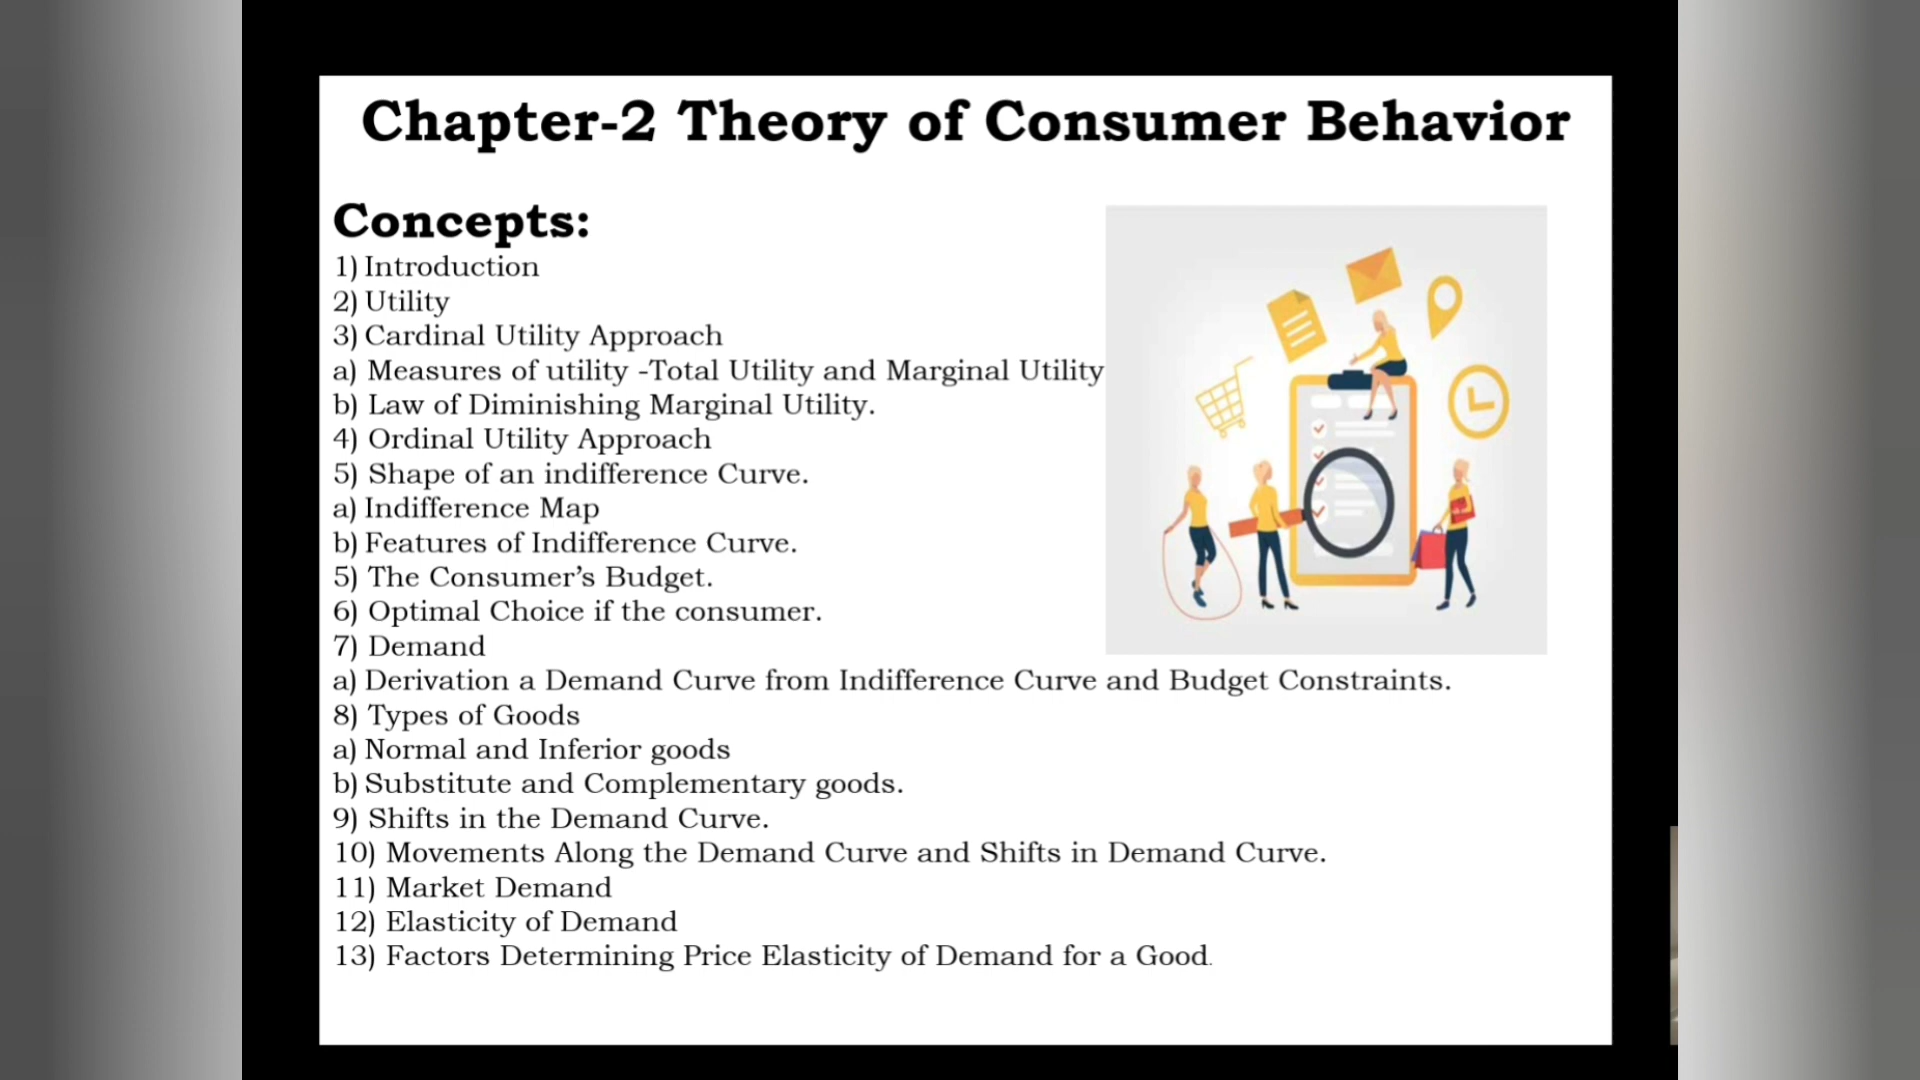 Chapter-2 Theory of Consumer Behavior
Concepts:
1) Introduction
2) Utility
3) Cardinal Utility Approach
a) Measures of utility -Total Utility and Marginal Utility
b) Law of Diminishing Marginal Utility.
4) Ordinal Utility Approach
5) Shape of an indifference Curve.
a) Indifference Map
b) Features of Indifference Curve.
5) The Consumer’s Budget.
6) Optimal Choice if the consumer.
7) Demand
a) Derivation a Demand Curve from Indifference Curve and Budget Constraints.
8) Types of Goods
a) Normal and Inferior goods
b) Substitute and Complementary goods.
9) Shifts in the Demand Curve.
10) Movements Along the Demand Curve and Shifts in Demand Curve.
11) Market Demand
12) Elasticity of Demand
13) Factors Determining Price Elasticity of Demand for a Good.